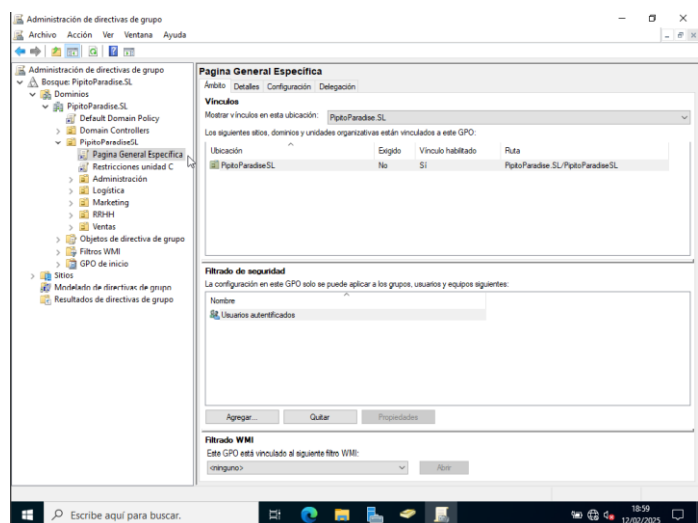 Administración de directivas de grupo
Archivo Acción Ver Ventana Ayuda
Administración de directivas de grupo
Bosque: PipitoParadise.SL
Dominios
PipitoParadise.SL
Default Domain Policy
Domain Controllers
PipitoParadiseSL
Pagina General Específica
Restricciones unidad C
Administración
Logística
Marketing
RRHH
Ventas
Objetos de directiva de grupo
Filtros WMI
GPO de inicio
Sitios
Modelado de directivas de grupo
Resultados de directivas de grupo
Pagina General Específica
Ámbito Detalles Configuración Delegación
Vínculos
Mostrar vínculos en esta ubicación: PipitoParadise.SL
Los siguientes sitios, dominios y unidades organizativas están vinculados a este GPO:
Ubicación Exigido Vínculo habilitado Ruta
PipitoParadiseSL No Sí PipitoParadise.SL/PipitoParadiseSL
Filtrado de seguridad
La configuración en este GPO solo se puede aplicar a los grupos, usuarios y equipos siguientes:
Nombre
Usuarios autentificados
Agregar... Quitar Propiedades
Filtrado WMI
Este GPO está vinculado al siguiente filtro WMI:
<ninguno> Abrir
Escribe aquí para buscar.
18:59
12/02/2025